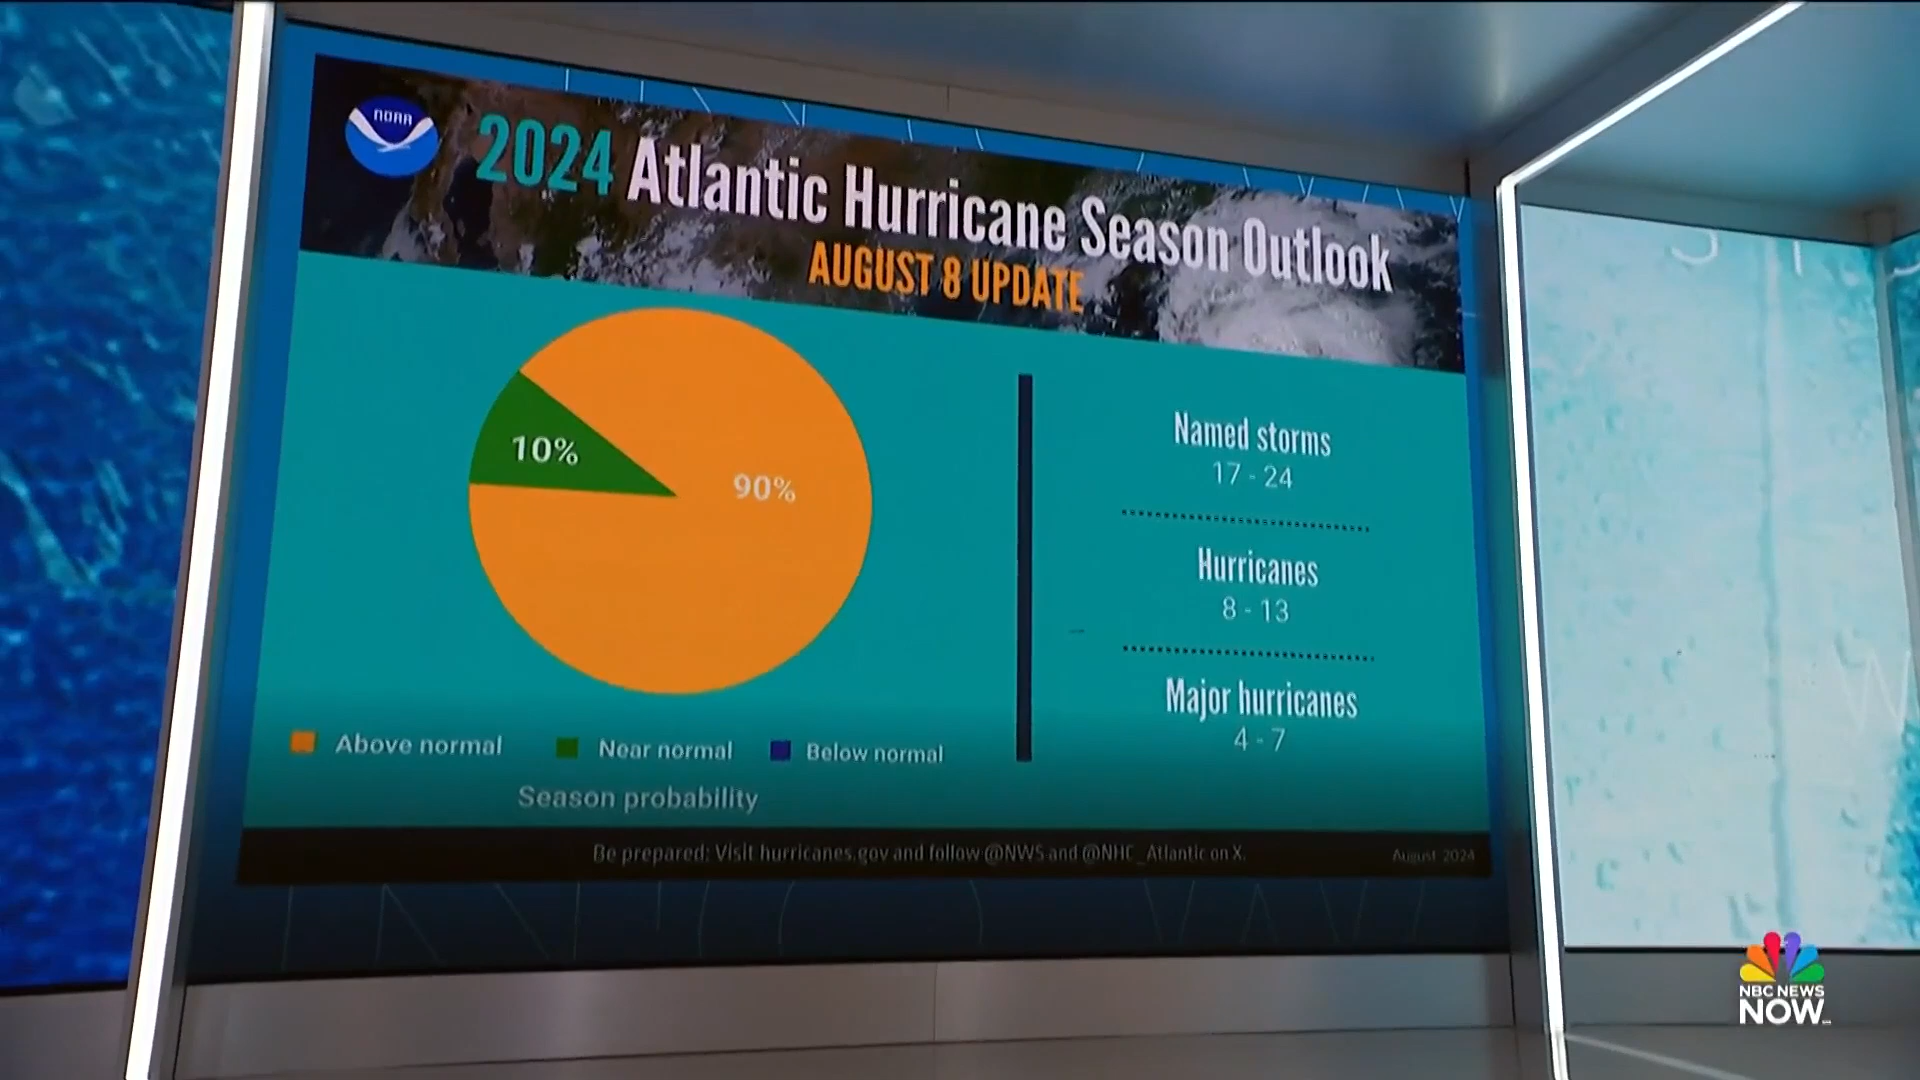 NOAA
2024 Atlantic Hurricane Season Outlook
AUGUST 8 UPDATE
10%
90%
Above normal
Near normal
Below normal
Season probability
Named storms
17 - 24
Hurricanes
8 - 13
Major hurricanes
4 - 7
Be prepared: Visit hurricanes.gov and follow @NWS and @NHC_Atlantic on X.
August 2024
NBC NEWS
NOW